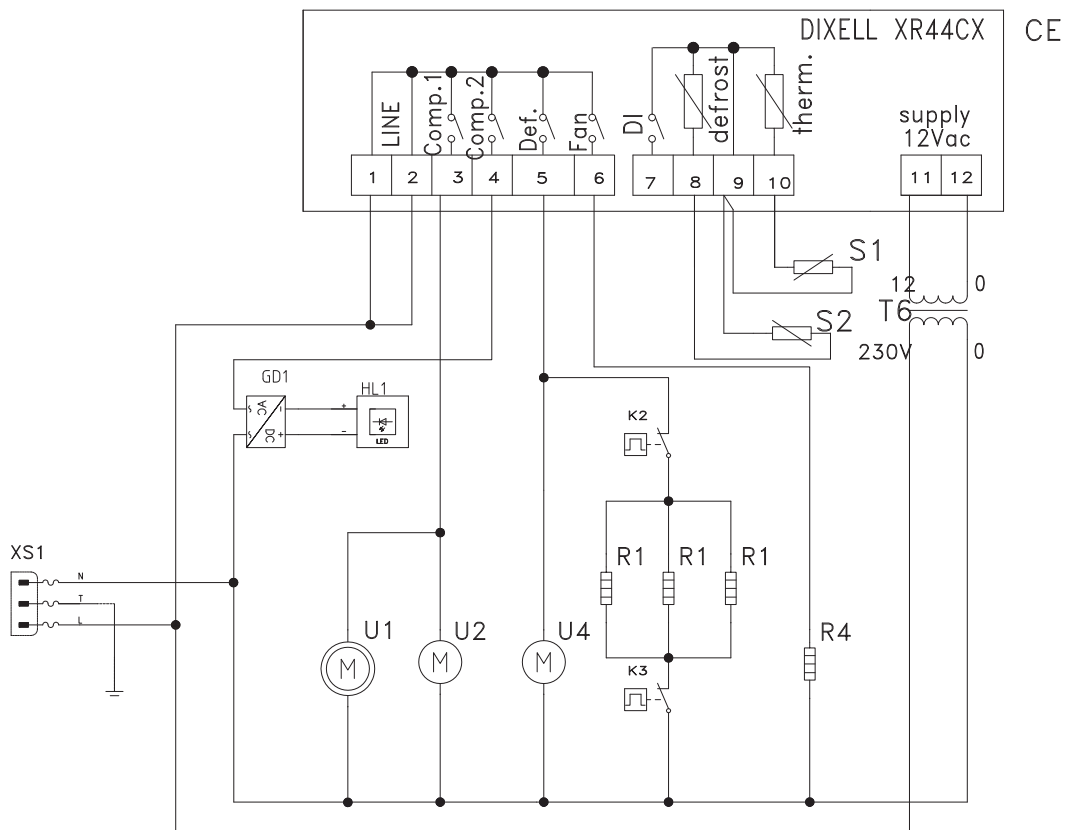 DIXELL XR44CX
CE
LINE
Comp.1
Comp.2
Def.
Fan
DI
defrost
therm.
supply
12Vac
1
2
3
4
5
6
7
8
9
10
11
12
S1
12
0
T6
S2
230V
0
GD1
HL1
AC
-
+
DC
+
-
LED
K2
XS1
R1
R1
R1
N
T
L
U1
U2
U4
R4
M
M
M
K3